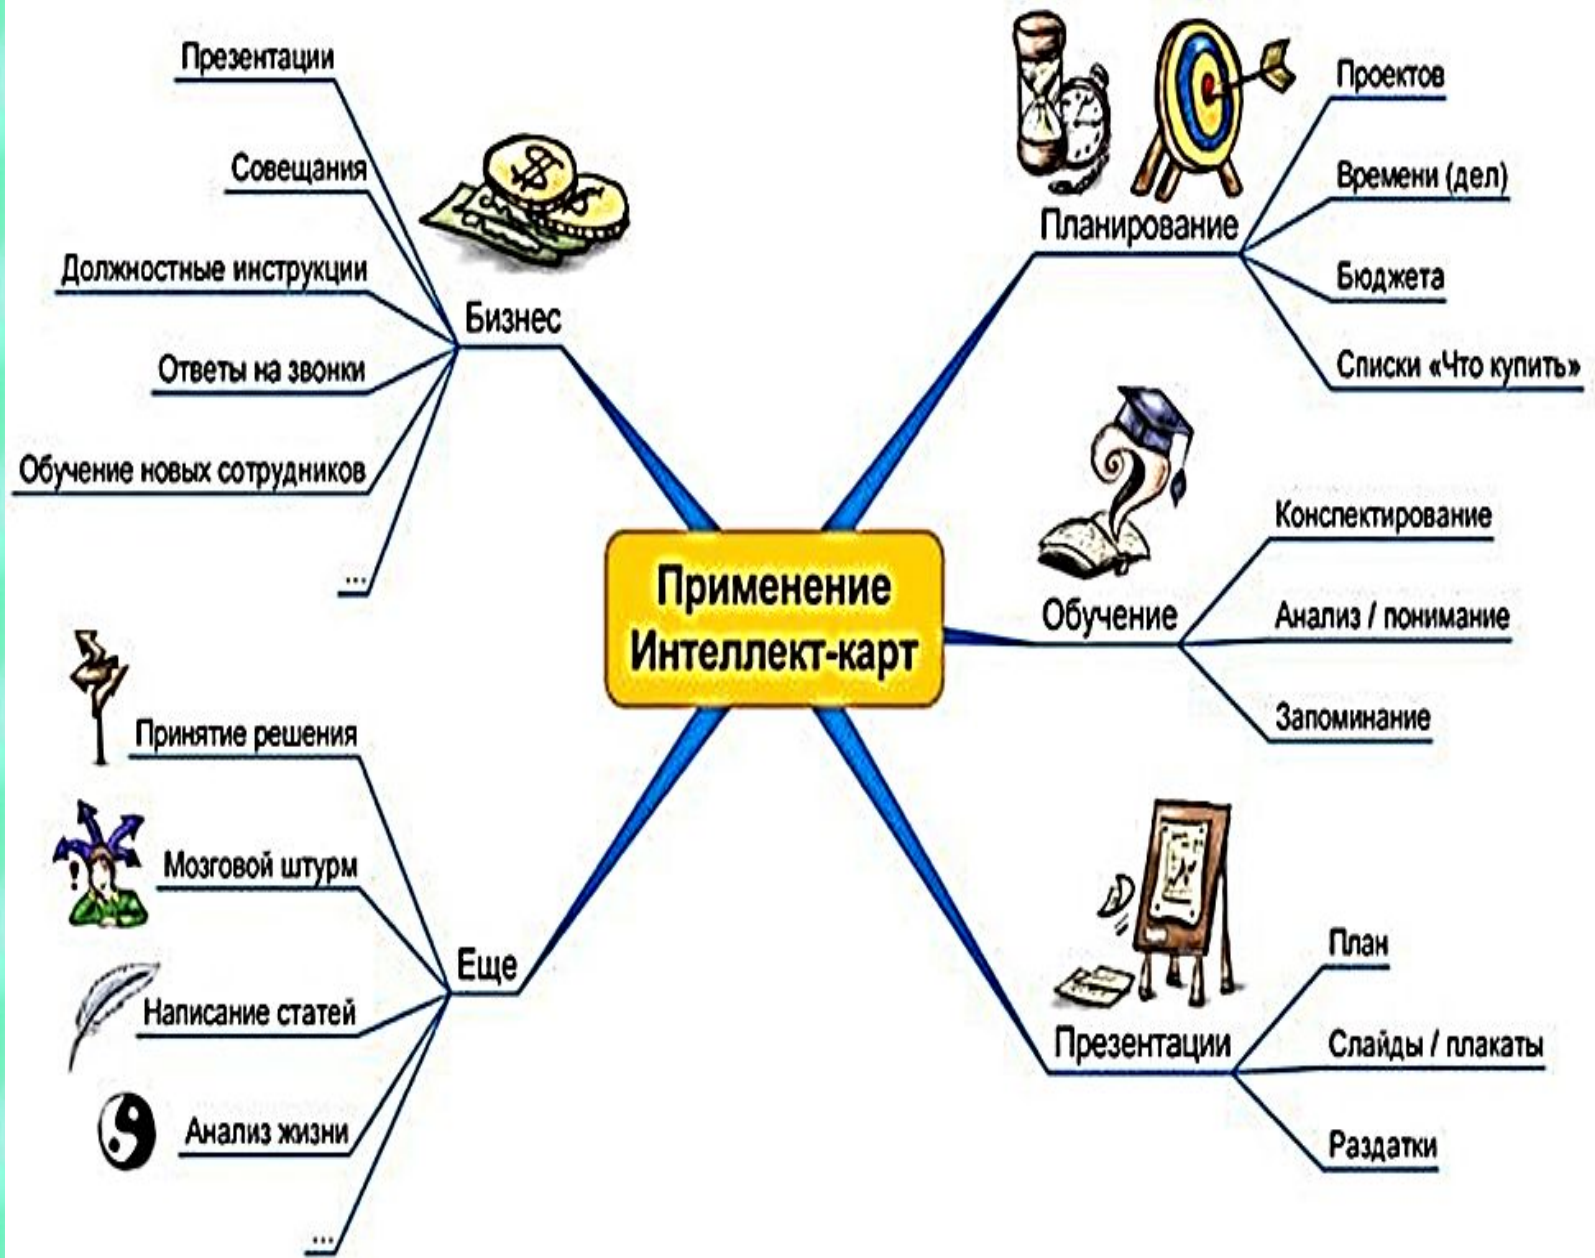 Применение
Интеллект-карт
Планирование
Проектов
Времени (дел)
Бюджета
Списки «Что купить»
Обучение
Конспектирование
Анализ / понимание
Запоминание
Презентации
План
Слайды / плакаты
Раздатки
Бизнес
Презентации
Совещания
Должностные инструкции
Ответы на звонки
Обучение новых сотрудников
...
Еще
Принятие решения
Мозговой штурм
Написание статей
Анализ жизни
...